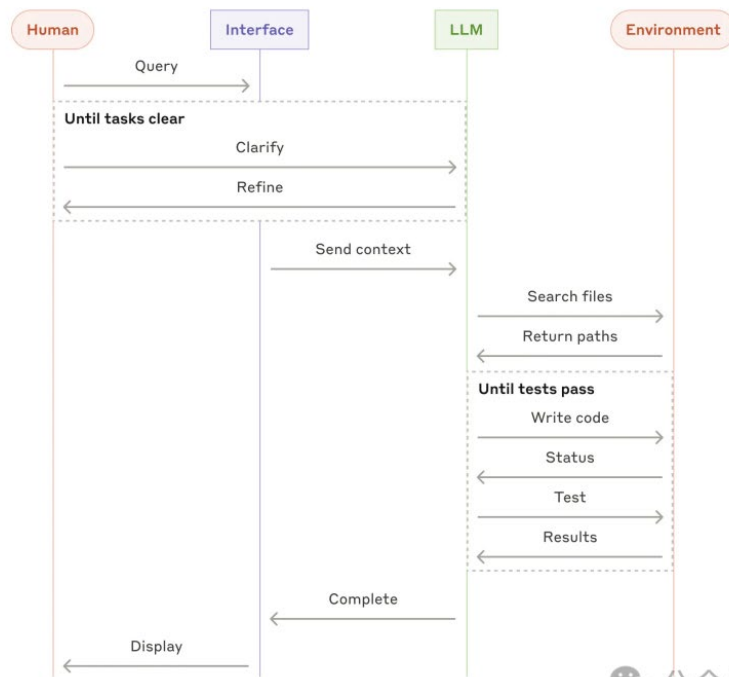 Human
Interface
LLM
Environment
Query
Until tasks clear
Clarify
Refine
Send context
Search files
Return paths
Until tests pass
Write code
Status
Test
Results
Complete
Display